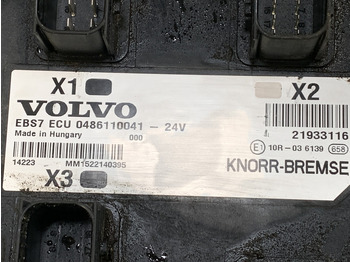 X1
X2
VOLVO
EBS7 ECU 0486110041 - 24V
Made in Hungary
000
21933116
E1 10R-03 6139 658
14223 MM1522140395
KNORR-BREMSE
X3